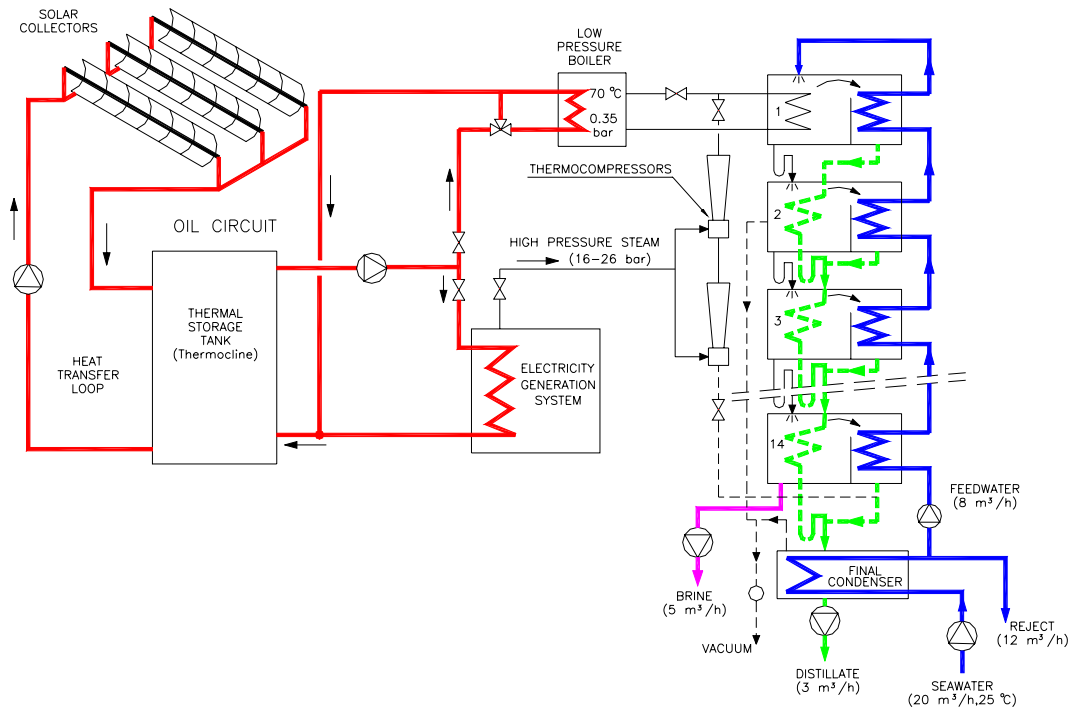 SOLAR
COLLECTORS
LOW
PRESSURE
BOILER
70 °C
0.35
bar
1
THERMOCOMPRESSORS
OIL CIRCUIT
2
HIGH PRESSURE STEAM
(16-26 bar)
THERMAL
STORAGE
TANK
(Thermocline)
3
HEAT
TRANSFER
LOOP
ELECTRICITY
GENERATION
SYSTEM
14
FEEDWATER
(8 m³/h)
FINAL
CONDENSER
BRINE
(5 m³/h)
REJECT
(12 m³/h)
VACUUM
DISTILLATE
(3 m³/h)
SEAWATER
(20 m³/h,25 °C)